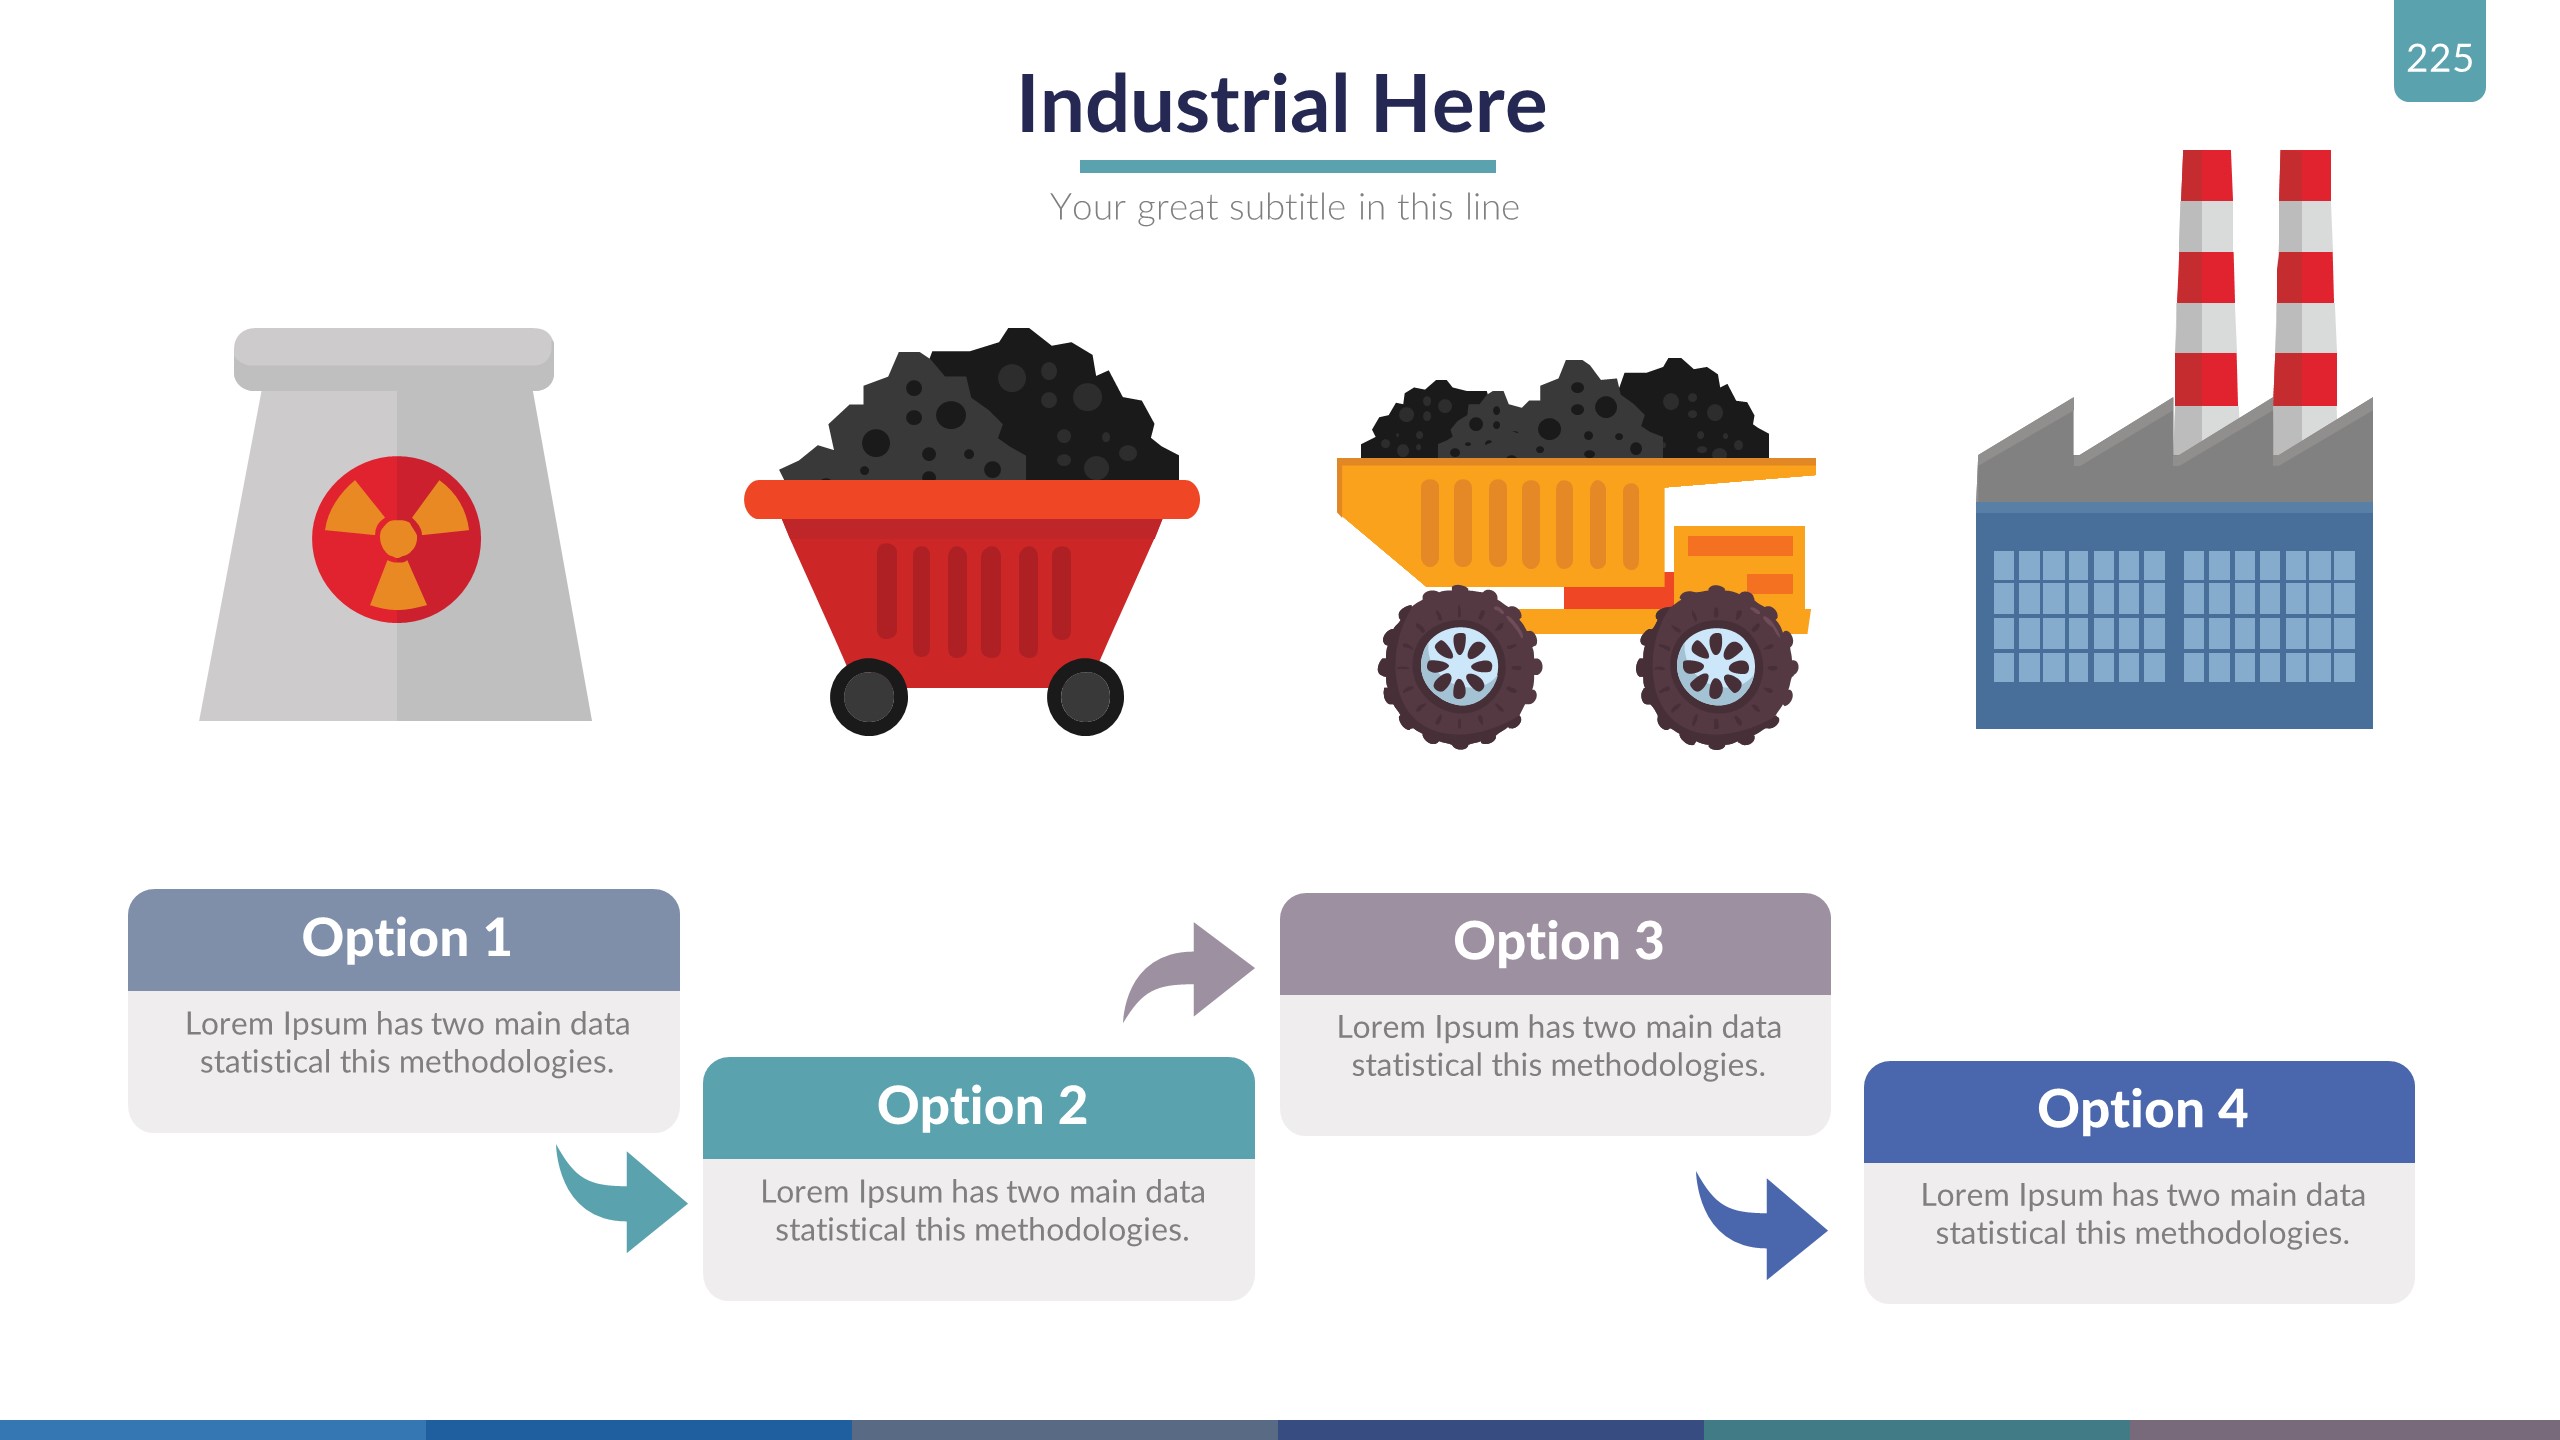 225
Industrial Here
Your great subtitle in this line
Option 1
Lorem Ipsum has two main data
statistical this methodologies.
Option 2
Lorem Ipsum has two main data
statistical this methodologies.
Option 3
Lorem Ipsum has two main data
statistical this methodologies.
Option 4
Lorem Ipsum has two main data
statistical this methodologies.